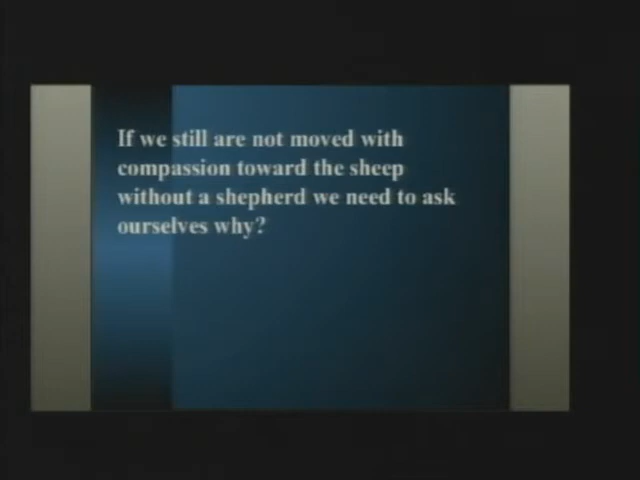 If we still are not moved with
compassion toward the sheep
without a shepherd we need to ask
ourselves why?